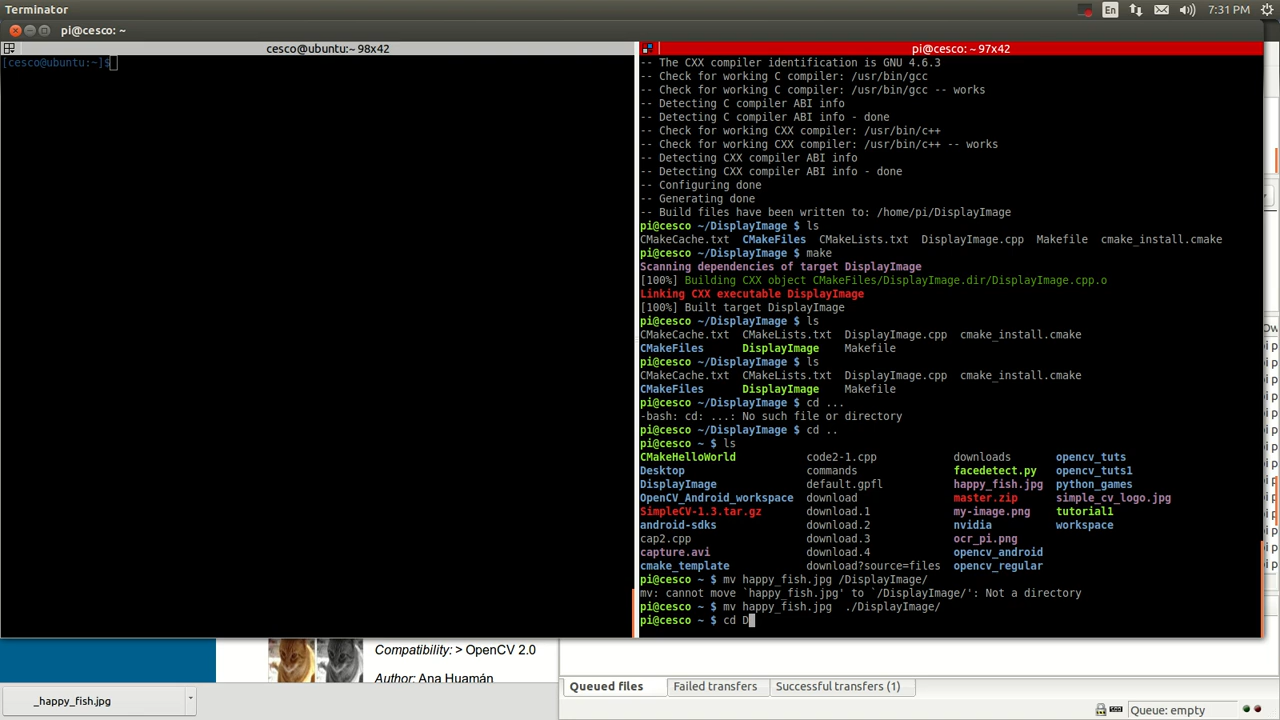 Terminator
En
7:31 PM
pi@cesco: ~
cesco@ubuntu:~ 98x42
[cesco@ubuntu:~]$
pi@cesco: ~ 97x42
-- The CXX compiler identification is GNU 4.6.3
-- Check for working C compiler: /usr/bin/gcc
-- Check for working C compiler: /usr/bin/gcc -- works
-- Detecting C compiler ABI info
-- Detecting C compiler ABI info - done
-- Check for working CXX compiler: /usr/bin/c++
-- Check for working CXX compiler: /usr/bin/c++ -- works
-- Detecting CXX compiler ABI info
-- Detecting CXX compiler ABI info - done
-- Configuring done
-- Generating done
-- Build files have been written to: /home/pi/DisplayImage
pi@cesco ~/DisplayImage $ ls
CMakeCache.txt CMakeFiles CMakeLists.txt DisplayImage.cpp Makefile cmake_install.cmake
pi@cesco ~/DisplayImage $ make
Scanning dependencies of target DisplayImage
[100%] Building CXX object CMakeFiles/DisplayImage.dir/DisplayImage.cpp.o
Linking CXX executable DisplayImage
[100%] Built target DisplayImage
pi@cesco ~/DisplayImage $ ls
CMakeCache.txt CMakeLists.txt DisplayImage.cpp cmake_install.cmake
CMakeFiles DisplayImage Makefile
pi@cesco ~/DisplayImage $ ls
CMakeCache.txt CMakeLists.txt DisplayImage.cpp cmake_install.cmake
CMakeFiles DisplayImage Makefile
pi@cesco ~/DisplayImage $ cd ...
-bash: cd: ...: No such file or directory
pi@cesco ~/DisplayImage $ cd ..
pi@cesco ~ $ ls
CMakeHelloWorld code2-1.cpp downloads opencv_tuts
Desktop commands facedetect.py opencv_tuts1
DisplayImage default.gpfl happy_fish.jpg python_games
OpenCV_Android_workspace download master.zip simple_cv_logo.jpg
SimpleCV-1.3.tar.gz download.1 my-image.png tutorial1
android-sdks download.2 nvidia workspace
cap2.cpp download.3 ocr_pi.png
capture.avi download.4 opencv_android
cmake_template download?source=files opencv_regular
pi@cesco ~ $ mv happy_fish.jpg /DisplayImage/
mv: cannot move `happy_fish.jpg' to `/DisplayImage/': Not a directory
pi@cesco ~ $ mv happy_fish.jpg  ./DisplayImage/
pi@cesco ~ $ cd D
Compatibility: > OpenCV 2.0
Author: Ana Huamán
_happy_fish.jpg
Queued files Failed transfers Successful transfers (1)
Queue: empty